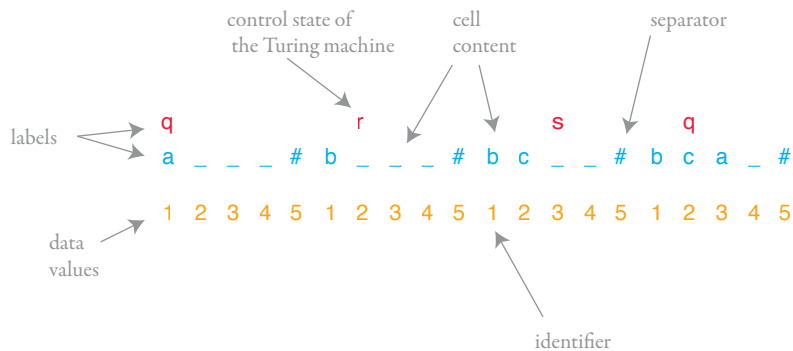 control state of
the Turing machine
cell
content
separator
labels
q r s q
a _ _ _ # b _ _ _ # b c _ _ # b c a _ #
1 2 3 4 5 1 2 3 4 5 1 2 3 4 5 1 2 3 4 5
data
values
identifier